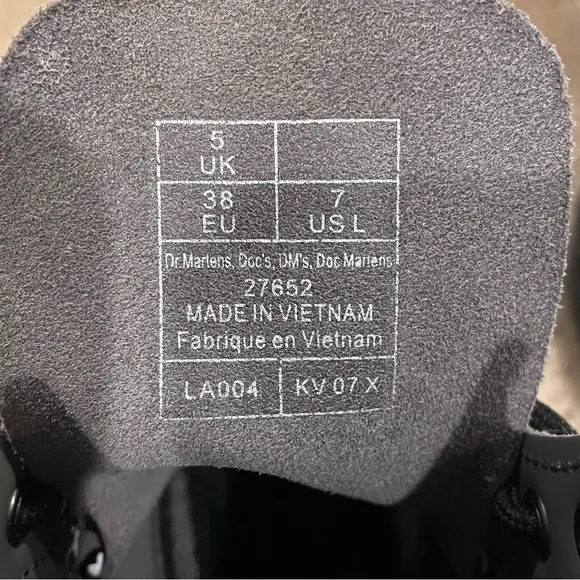 5
UK
38
EU
7
US L
Dr.Martens, Doc's, DM's, Doc Martens
27652
MADE IN VIETNAM
Fabrique en Vietnam
LA004
KV 07 X